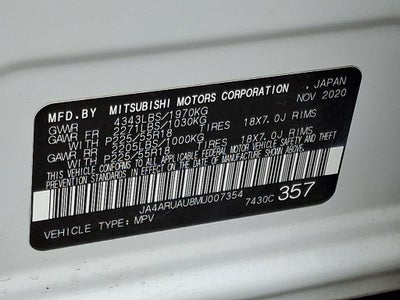 MFD.BY MITSUBISHI MOTORS CORPORATION, JAPAN
NOV 2020
GVWR 4343LBS/1970KG
GAWR FR 2271LBS/1030KG
WITH P225/55R18 TIRES 18X7.0J RIMS
GAWR RR 2205LBS/1000KG
WITH P225/55R18 TIRES 18X7.0J RIMS
THIS VEHICLE CONFORMS TO ALL APPLICABLE
FEDERAL MOTOR VEHICLE SAFETY AND THEFT
PREVENTION STANDARDS IN EFFECT ON THE
DATE OF MANUFACTURE SHOWN ABOVE.
JA4ARUAU8MU007354 7430C 357
VEHICLE TYPE: MPV